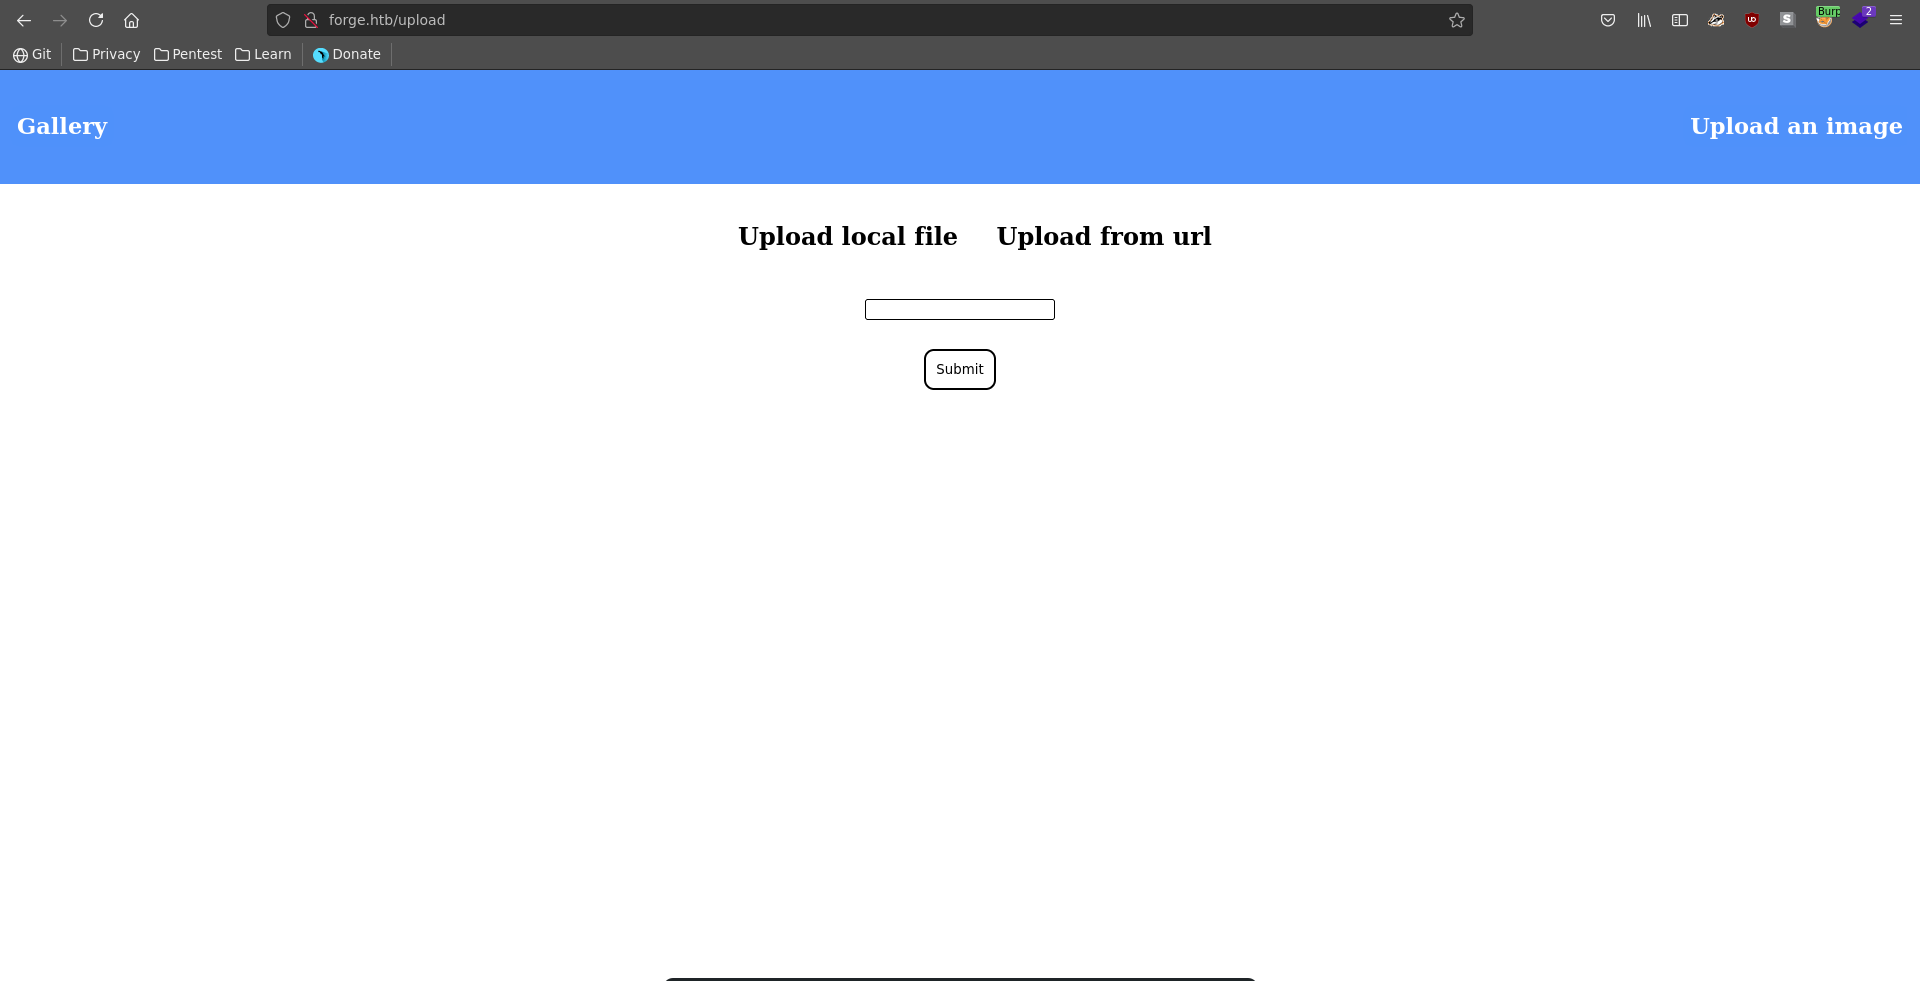 forge.htb/upload
Burp
2
Git Privacy Pentest Learn Donate
Gallery Upload an image
Upload local file Upload from url
Submit